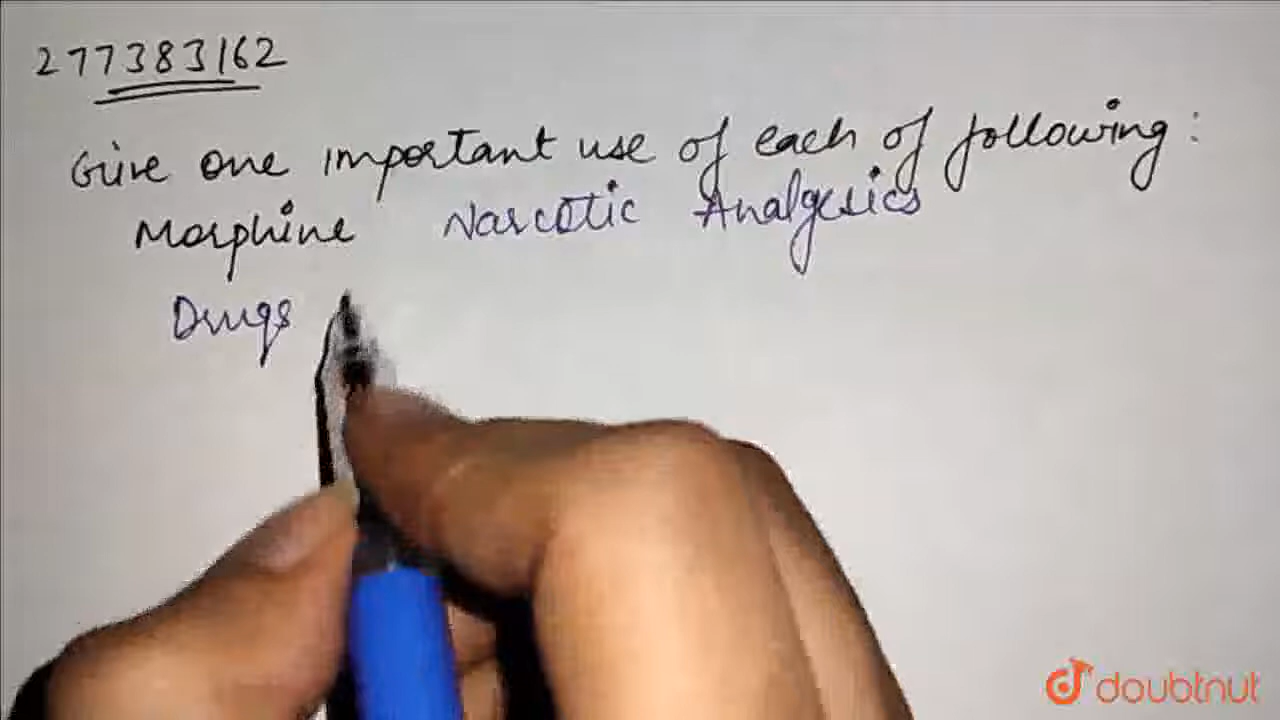 277383162
Give one important use of each of following :
Morphine Narcotic Analgesics
Drugs
doubtnut